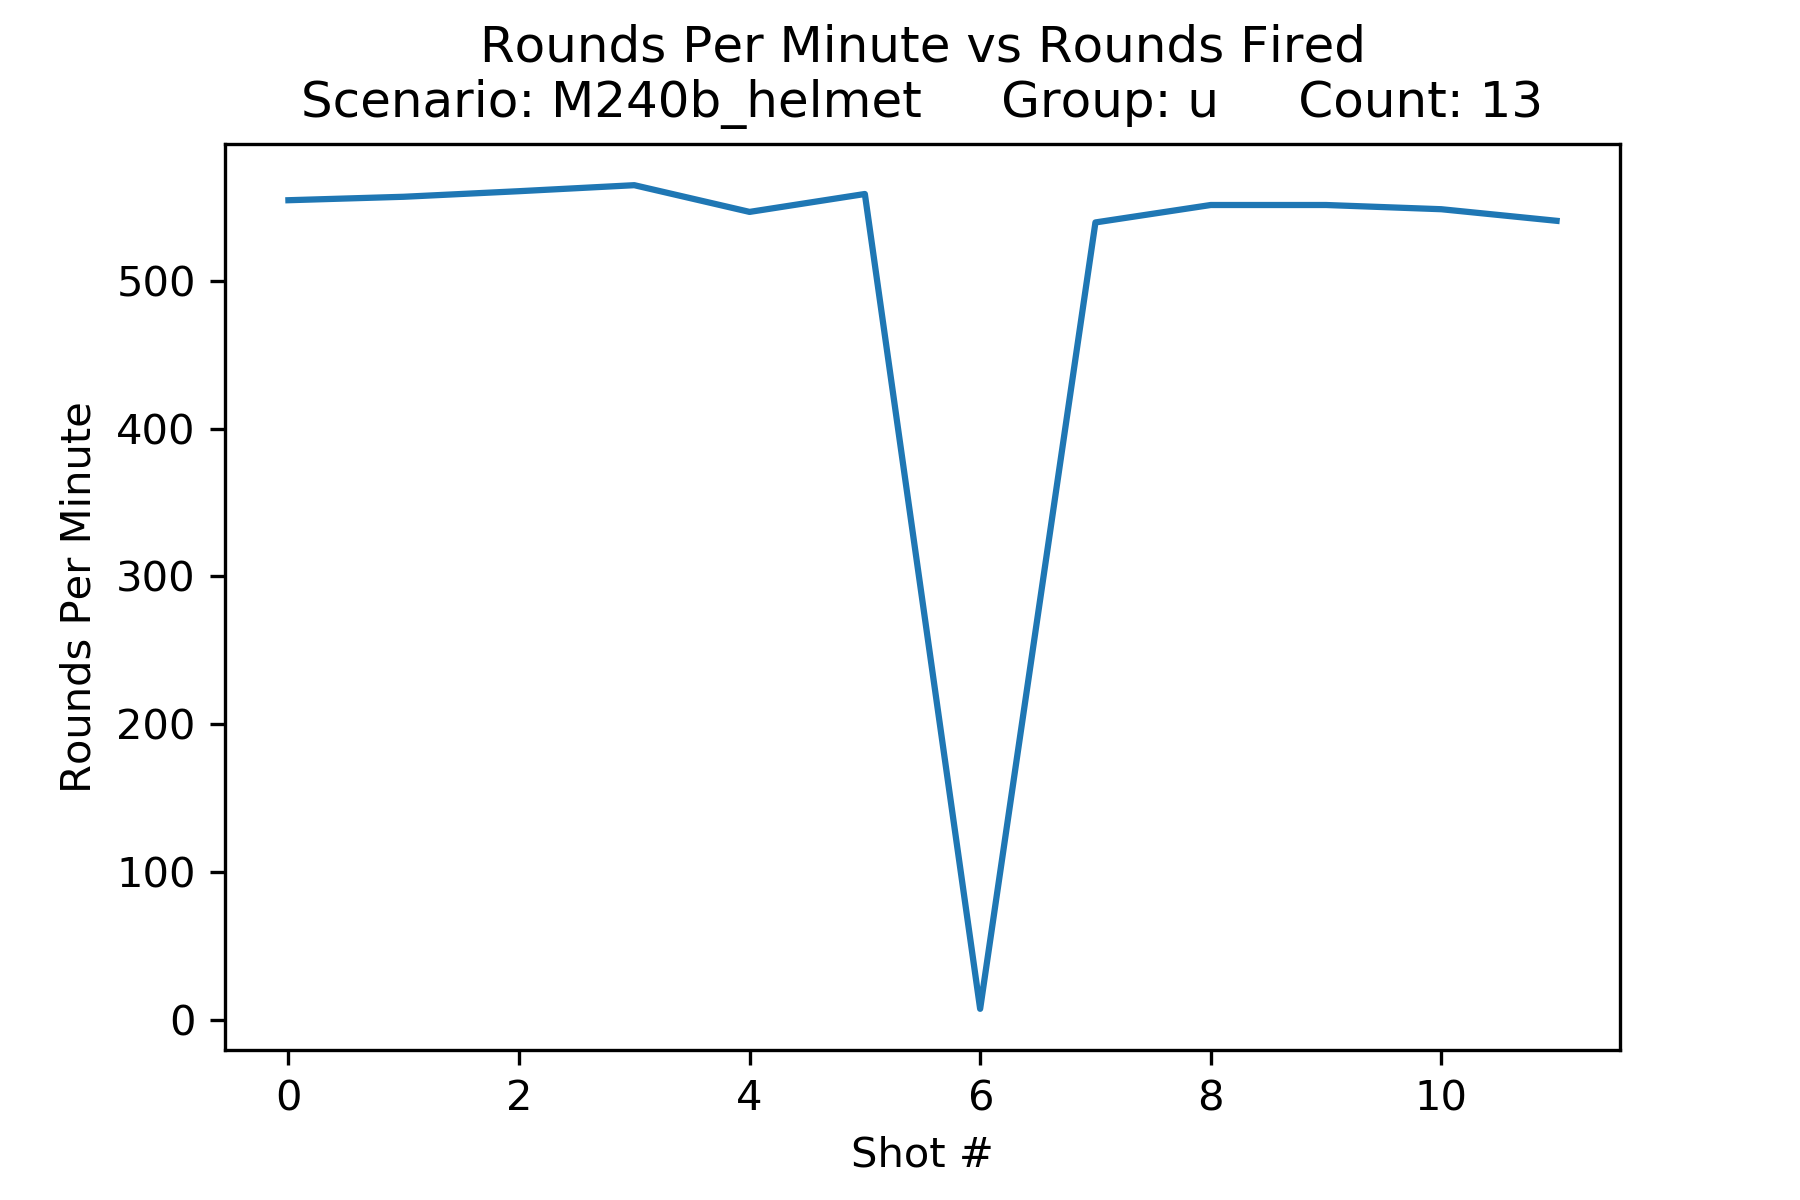 Rounds Per Minute vs Rounds Fired
Scenario: M240b_helmet     Group: u     Count: 13
Rounds Per Minute
500
400
300
200
100
0
0 2 4 6 8 10
Shot #